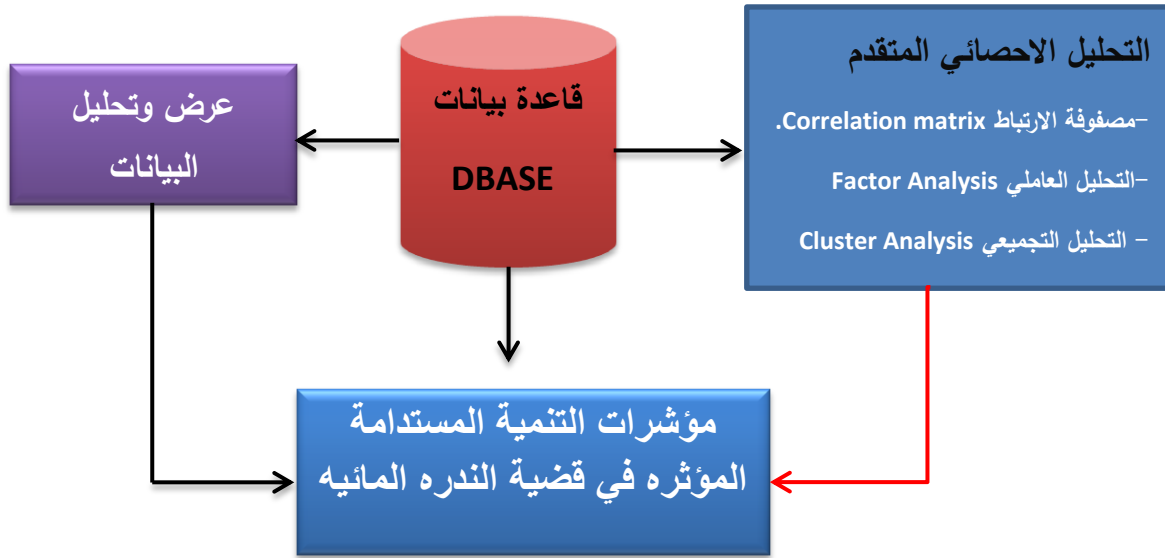 التحليل الاحصائي المتقدم
-مصفوفة الارتباط Correlation matrix.
-التحليل العاملي Factor Analysis
- التحليل التجميعي Cluster Analysis
قاعدة بيانات
DBASE
عرض وتحليل
البيانات
مؤشرات التنمية المستدامة
المؤثره في قضية الندره المائيه